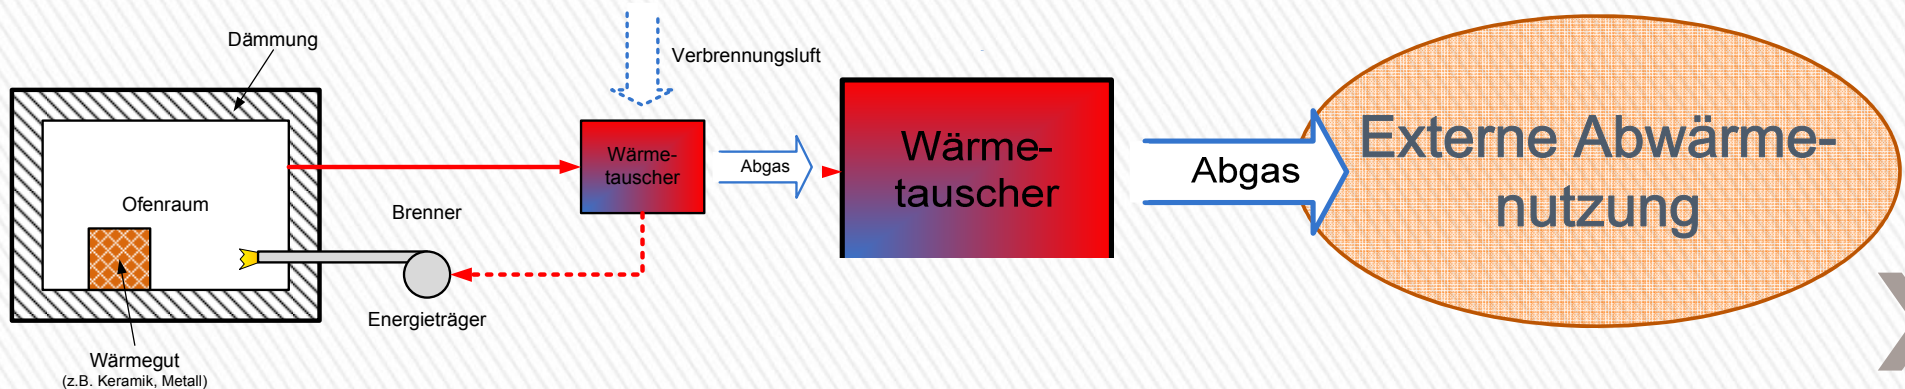 Dämmung
Verbrennungsluft
Ofenraum
Brenner
Energieträger
Wärmegut
(z.B. Keramik, Metall)
Wärme-
tauscher
Abgas
Wärme-
tauscher
Abgas
Externe Abwärme-
nutzung